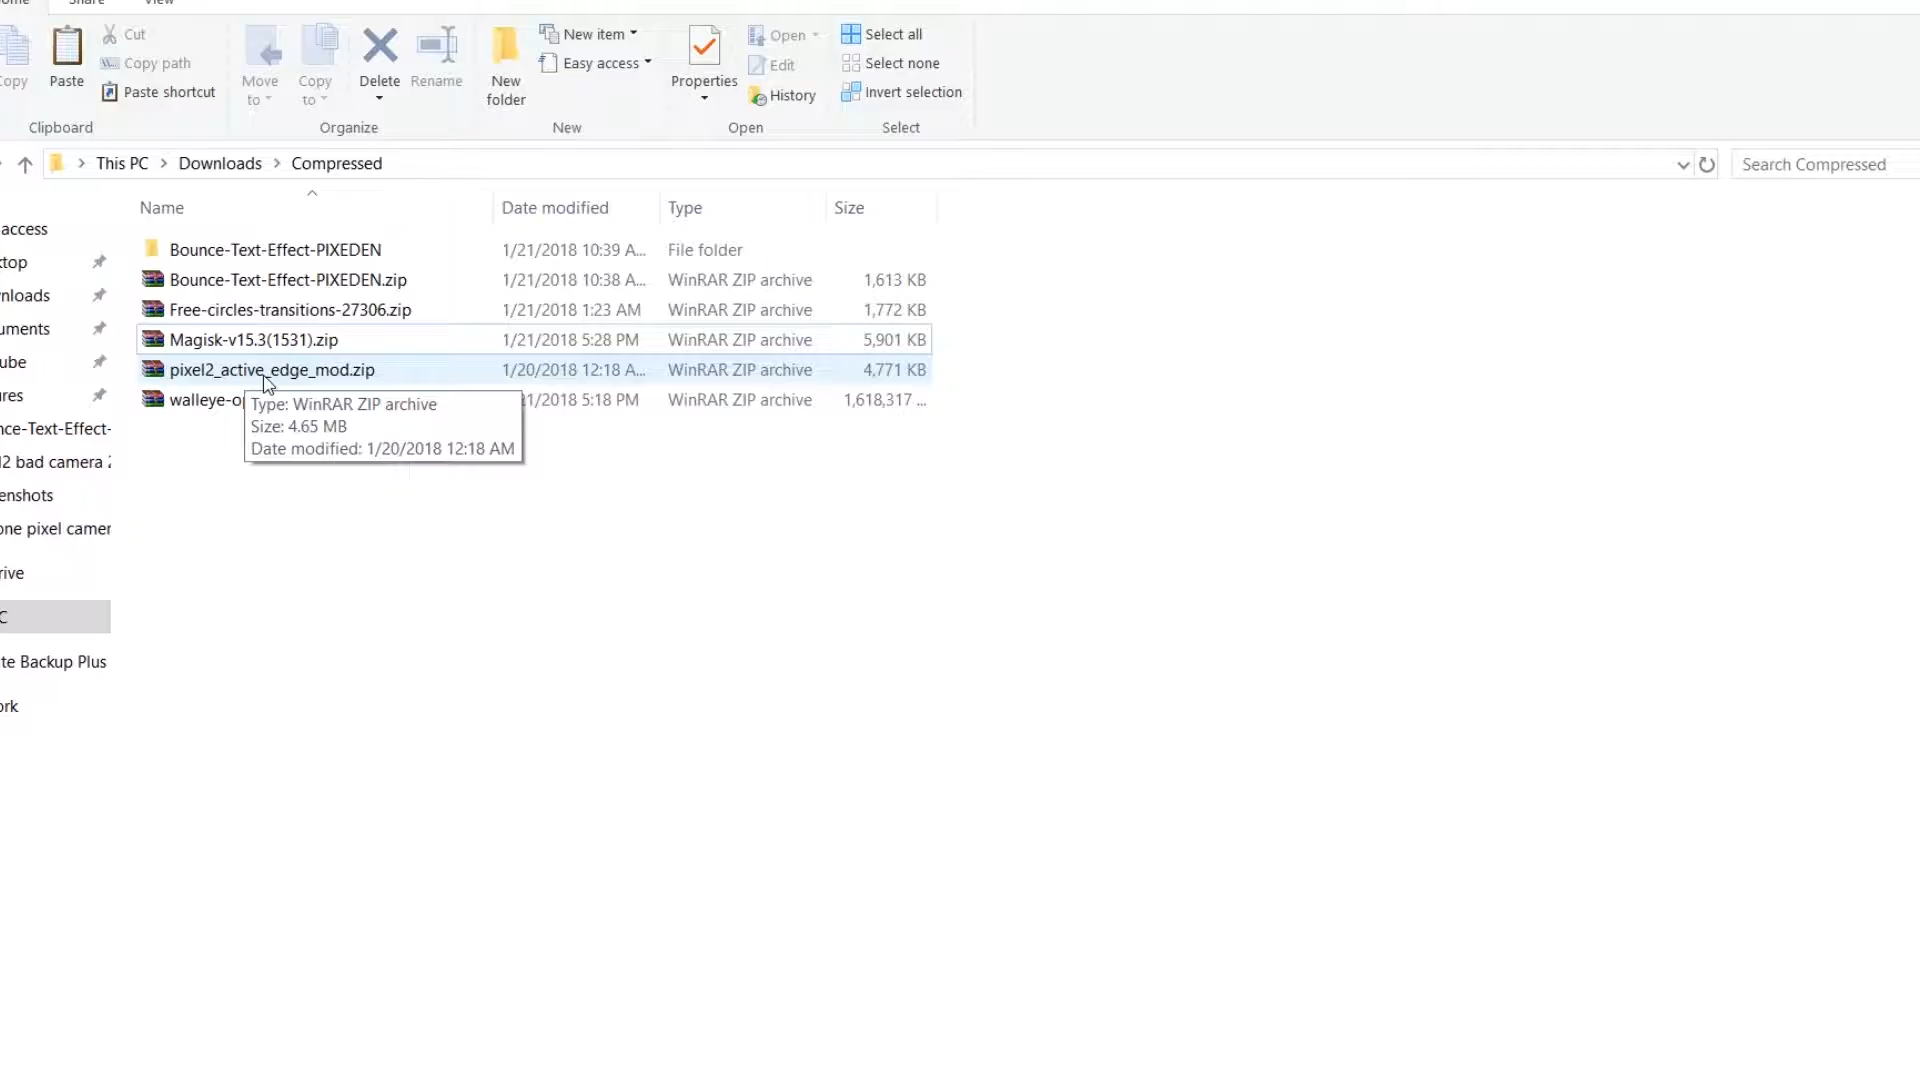 Share View
Copy Paste Cut Copy path Paste shortcut Move to Copy to Delete Rename New folder New item Easy access Properties Open Edit History Select all Select none Invert selection
Clipboard Organize New Open Select
This PC > Downloads > Compressed Search Compressed
Name Date modified Type Size
Bounce-Text-Effect-PIXEDEN 1/21/2018 10:39 A... File folder
Bounce-Text-Effect-PIXEDEN.zip 1/21/2018 10:38 A... WinRAR ZIP archive 1,613 KB
Free-circles-transitions-27306.zip 1/21/2018 1:23 AM WinRAR ZIP archive 1,772 KB
Magisk-v15.3(1531).zip 1/21/2018 5:28 PM WinRAR ZIP archive 5,901 KB
pixel2_active_edge_mod.zip 1/20/2018 12:18 A... WinRAR ZIP archive 4,771 KB
walleye-op 1/2018 5:18 PM WinRAR ZIP archive 1,618,317 ...
Type: WinRAR ZIP archive
Size: 4.65 MB
Date modified: 1/20/2018 12:18 AM
access
top
nloads
uments
ube
res
nce-Text-Effect-
l2 bad camera
enshots
one pixel camer
rive
C
te Backup Plus
ork